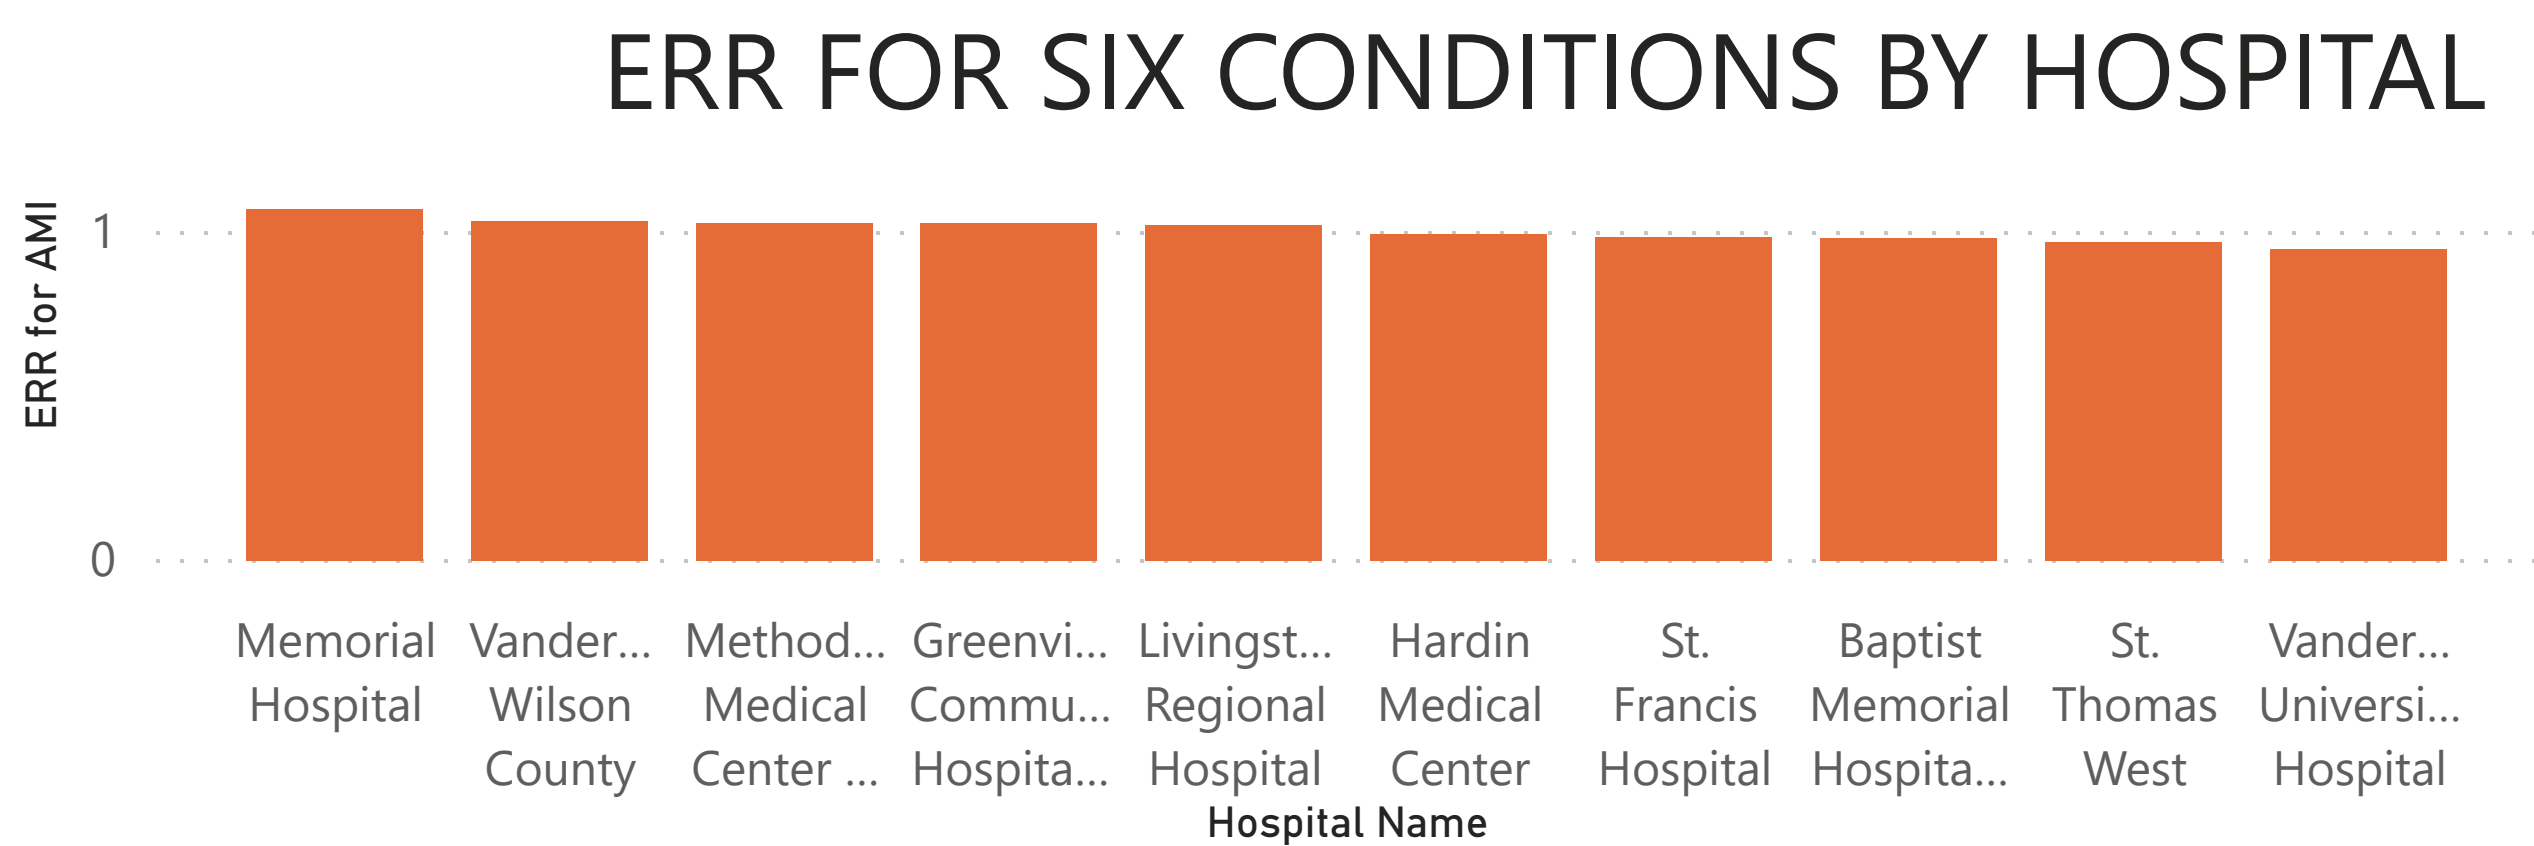 ERR FOR SIX CONDITIONS BY HOSPITAL
ERR for AMI
1
0
Memorial Hospital
Vander... Wilson County
Method... Medical Center ...
Greenvi... Commu... Hospita...
Livingst... Regional Hospital
Hardin Medical Center
St. Francis Hospital
Baptist Memorial Hospita...
St. Thomas West
Vander... Universi... Hospital
Hospital Name